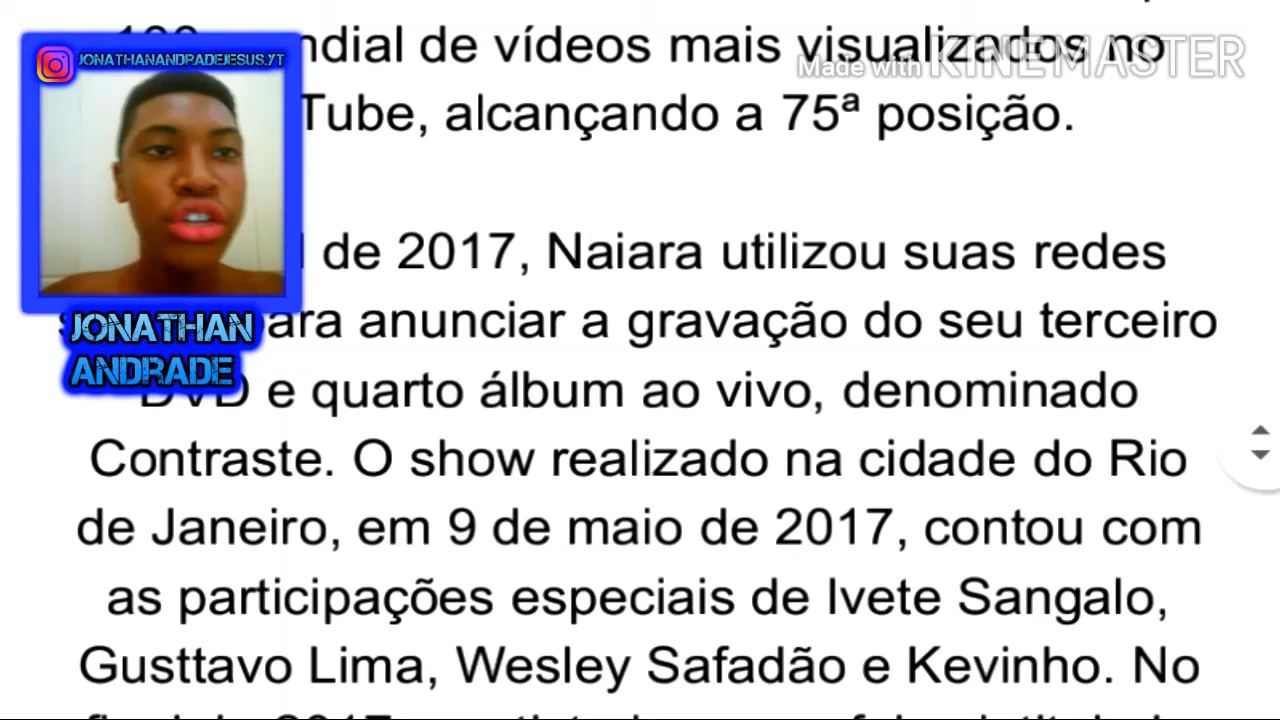 JONATHANANDRADEJESUS.YT
Made with KINEMASTER
de vídeos mais visualizados no
Tube, alcançando a 75ª posição.
de 2017, Naiara utilizou suas redes
anunciar a gravação do seu terceiro
JONATHAN
ANDRADE
DVD e quarto álbum ao vivo, denominado
Contraste. O show realizado na cidade do Rio
de Janeiro, em 9 de maio de 2017, contou com
as participações especiais de Ivete Sangalo,
Gusttavo Lima, Wesley Safadão e Kevinho. No